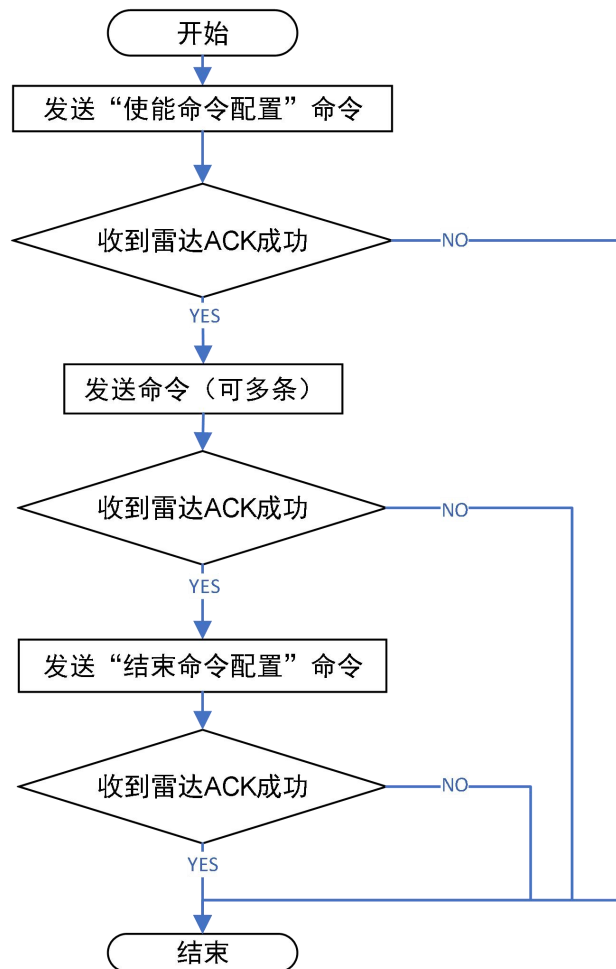 开始
发送“使能命令配置”命令
收到雷达ACK成功
NO
YES
发送命令（可多条）
收到雷达ACK成功
NO
YES
发送“结束命令配置”命令
收到雷达ACK成功
NO
YES
结束